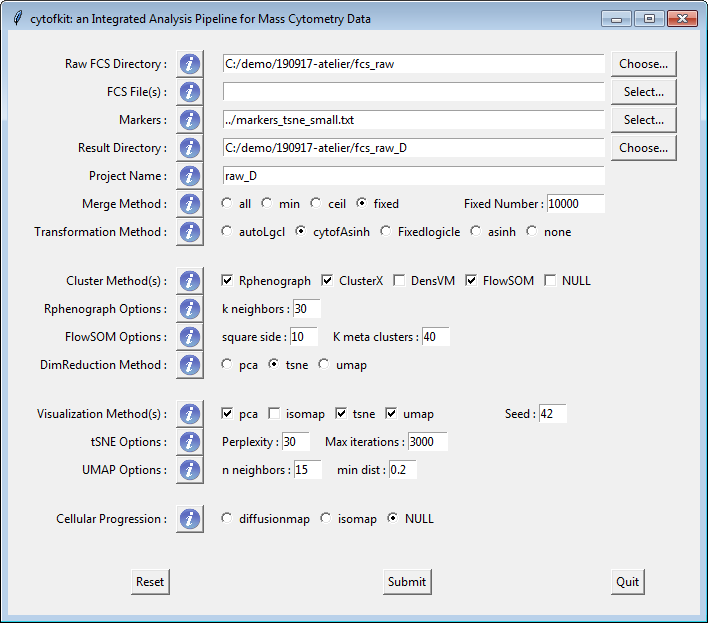 cytofkit: an Integrated Analysis Pipeline for Mass Cytometry Data
Raw FCS Directory : i C:/demo/190917-atelier/fcs_raw Choose...
FCS File(s) : i Select...
Markers : i ../markers_tsne_small.txt Select...
Result Directory : i C:/demo/190917-atelier/fcs_raw_D Choose...
Project Name : i raw_D
Merge Method : i all min ceil fixed Fixed Number : 10000
Transformation Method : i autoLgcl cytofAsinh Fixedlogicle asinh none
Cluster Method(s) : i Rphenograph ClusterX DensVM FlowSOM NULL
Rphenograph Options : i k neighbors : 30
FlowSOM Options : i square side : 10 K meta clusters : 40
DimReduction Method : i pca tsne umap
Visualization Method(s) : i pca isomap tsne umap Seed : 42
tSNE Options : i Perplexity : 30 Max iterations : 3000
UMAP Options : i n neighbors : 15 min dist : 0.2
Cellular Progression : i diffusionmap isomap NULL
Reset Submit Quit